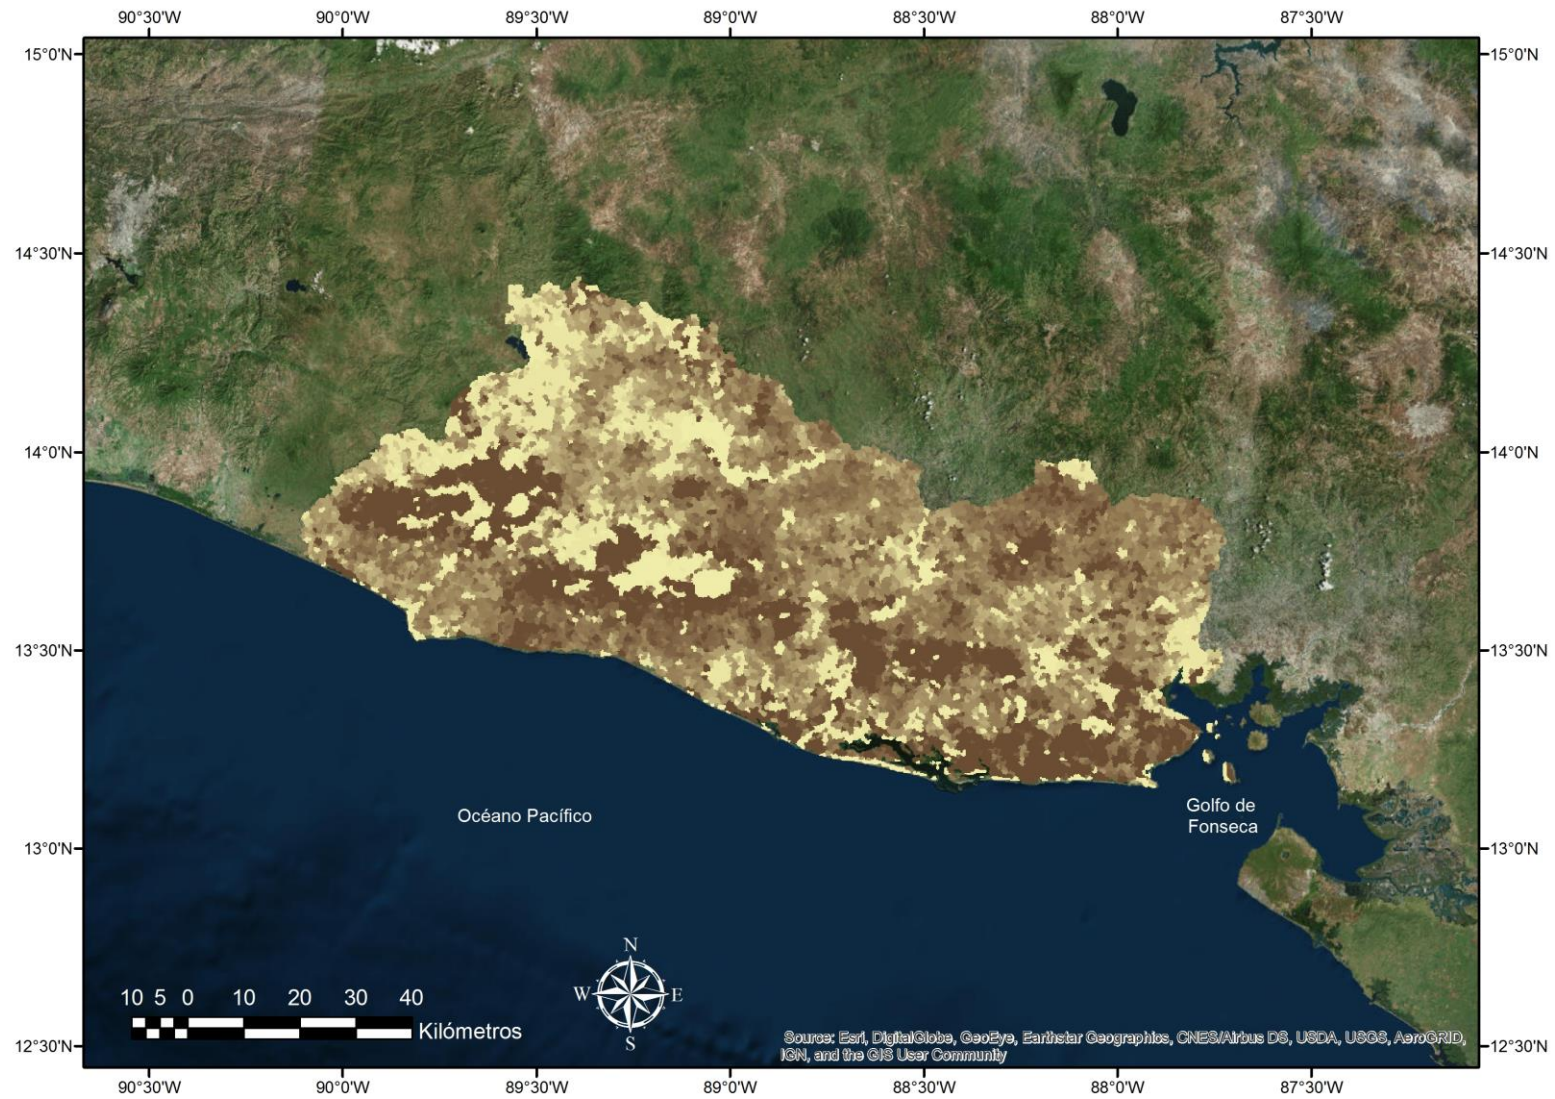 90°30'W 90°0'W 89°30'W 89°0'W 88°30'W 88°0'W 87°30'W
15°0'N 15°0'N
14°30'N 14°30'N
14°0'N 14°0'N
13°30'N 13°30'N
Océano Pacífico
Golfo de
Fonseca
13°0'N 13°0'N
N
W E
S
10 5 0 10 20 30 40
Kilómetros
Source: Esri, DigitalGlobe, GeoEye, Earthstar Geographics, CNES/Airbus DS, USDA, USGS, AeroGRID,
IGN, and the GIS User Community
12°30'N 12°30'N
90°30'W 90°0'W 89°30'W 89°0'W 88°30'W 88°0'W 87°30'W